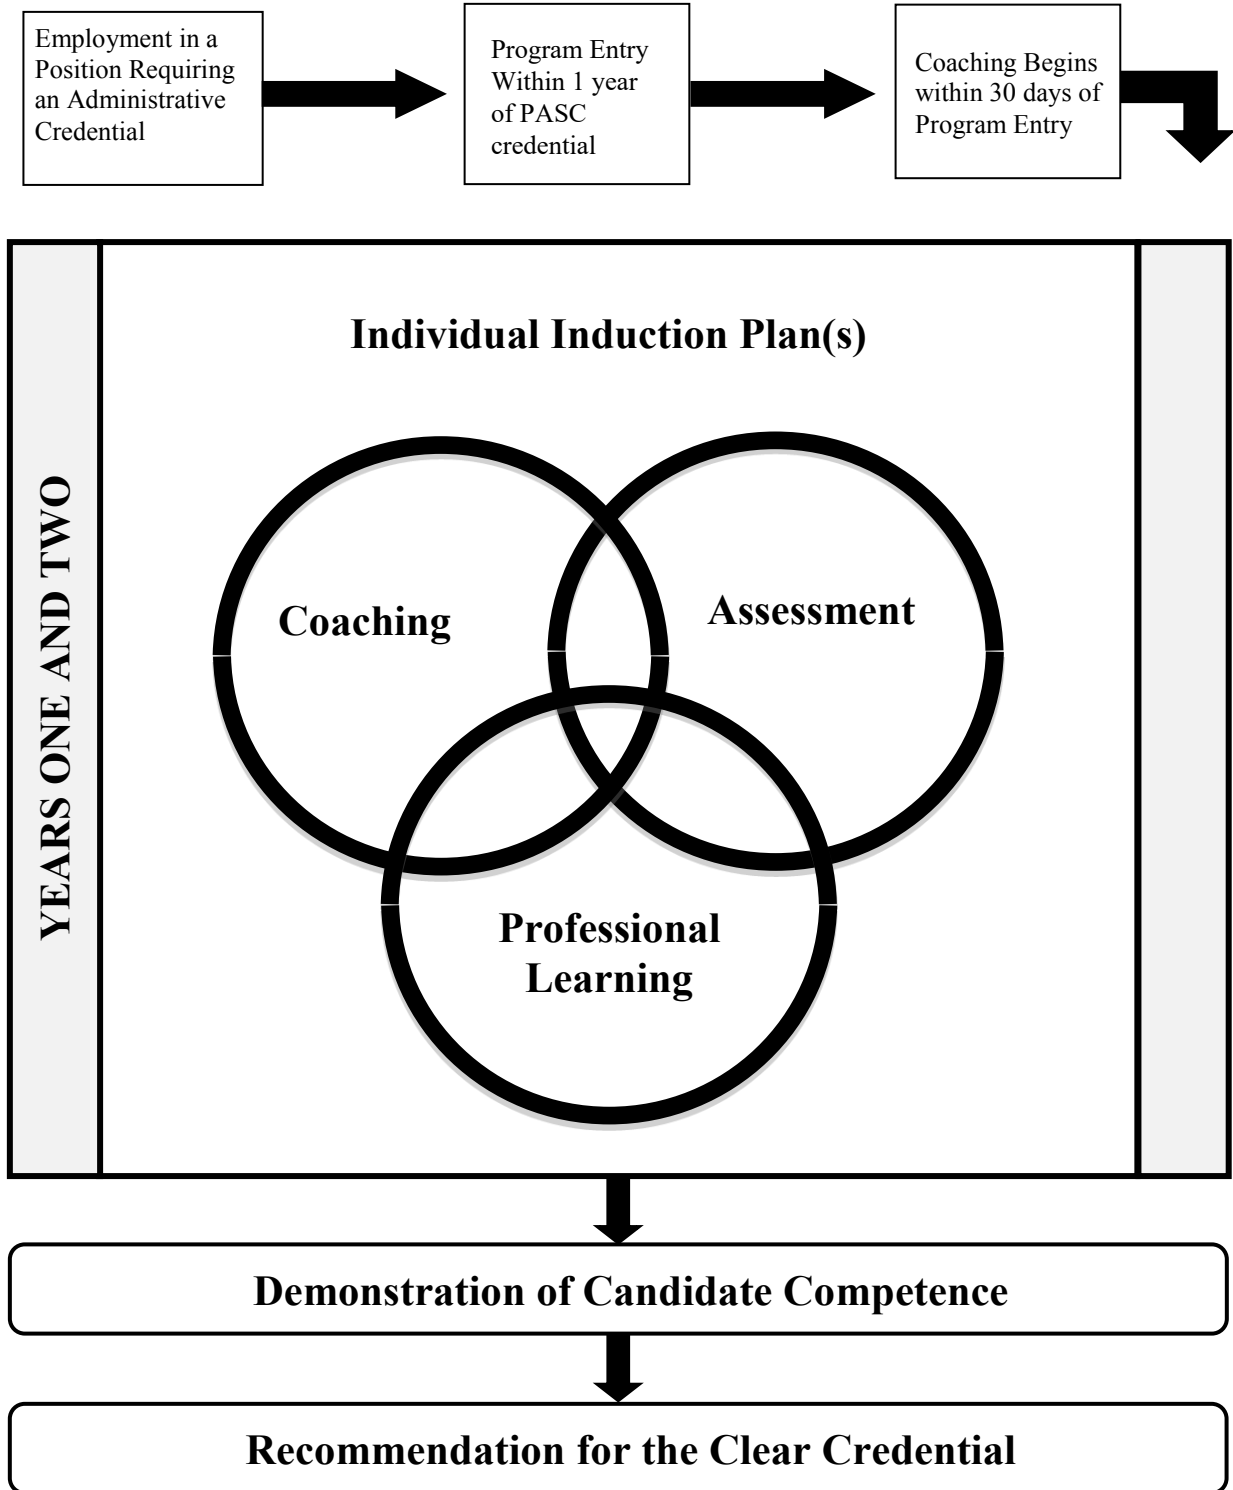 Employment in a
Position Requiring
an Administrative
Credential
Program Entry
Within 1 year
of PASC
credential
Coaching Begins
within 30 days of
Program Entry
Individual Induction Plan(s)
YEARS ONE AND TWO
Coaching
Assessment
Professional
Learning
Demonstration of Candidate Competence
Recommendation for the Clear Credential